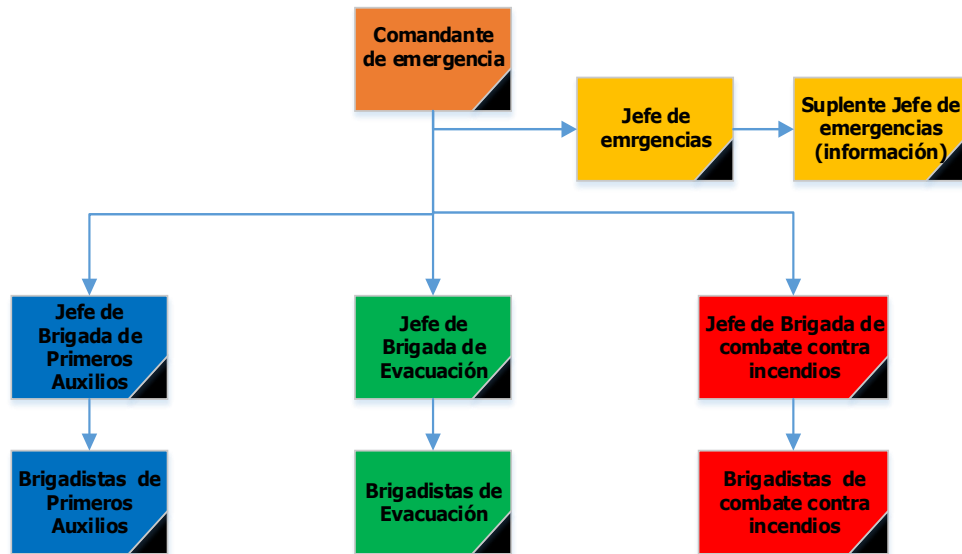 Comandante
de emergencia
Jefe de
emrgencias
Suplente Jefe de
emergencias
(información)
Jefe de
Brigada de
Primeros
Auxilios
Jefe de
Brigada de
Evacuación
Jefe de Brigada de
combate contra
incendios
Brigadistas de
Primeros
Auxilios
Brigadistas de
Evacuación
Brigadistas de
combate contra
incendios